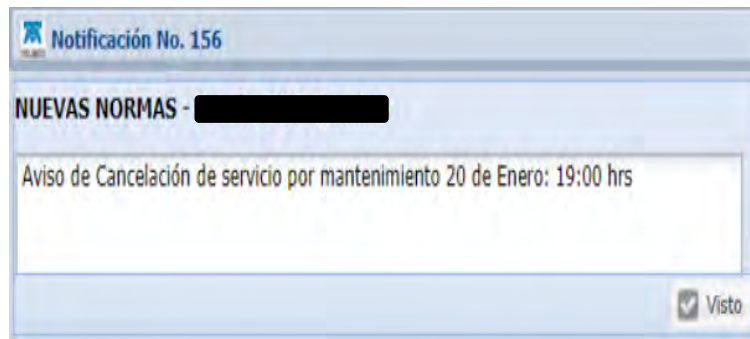 Notificación No. 156
NUEVAS NORMAS -
Aviso de Cancelación de servicio por mantenimiento 20 de Enero: 19:00 hrs
Visto